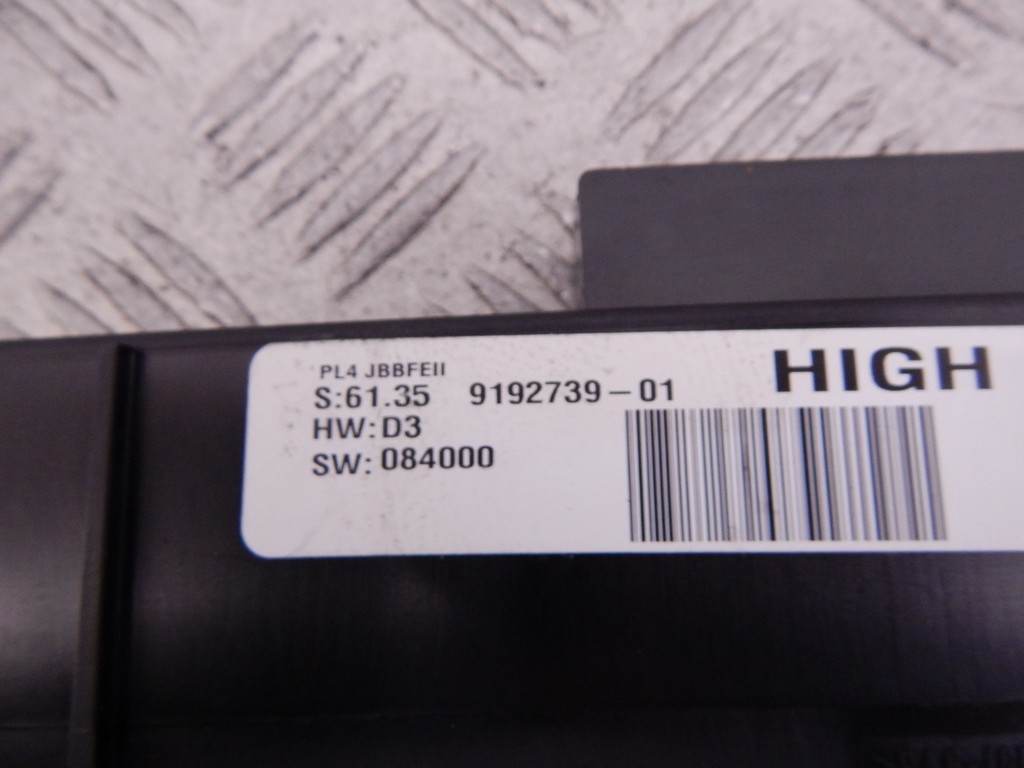 PL4 JBBFEII
HIGH
S:61.35 9192739-01
HW:D3
SW:084000